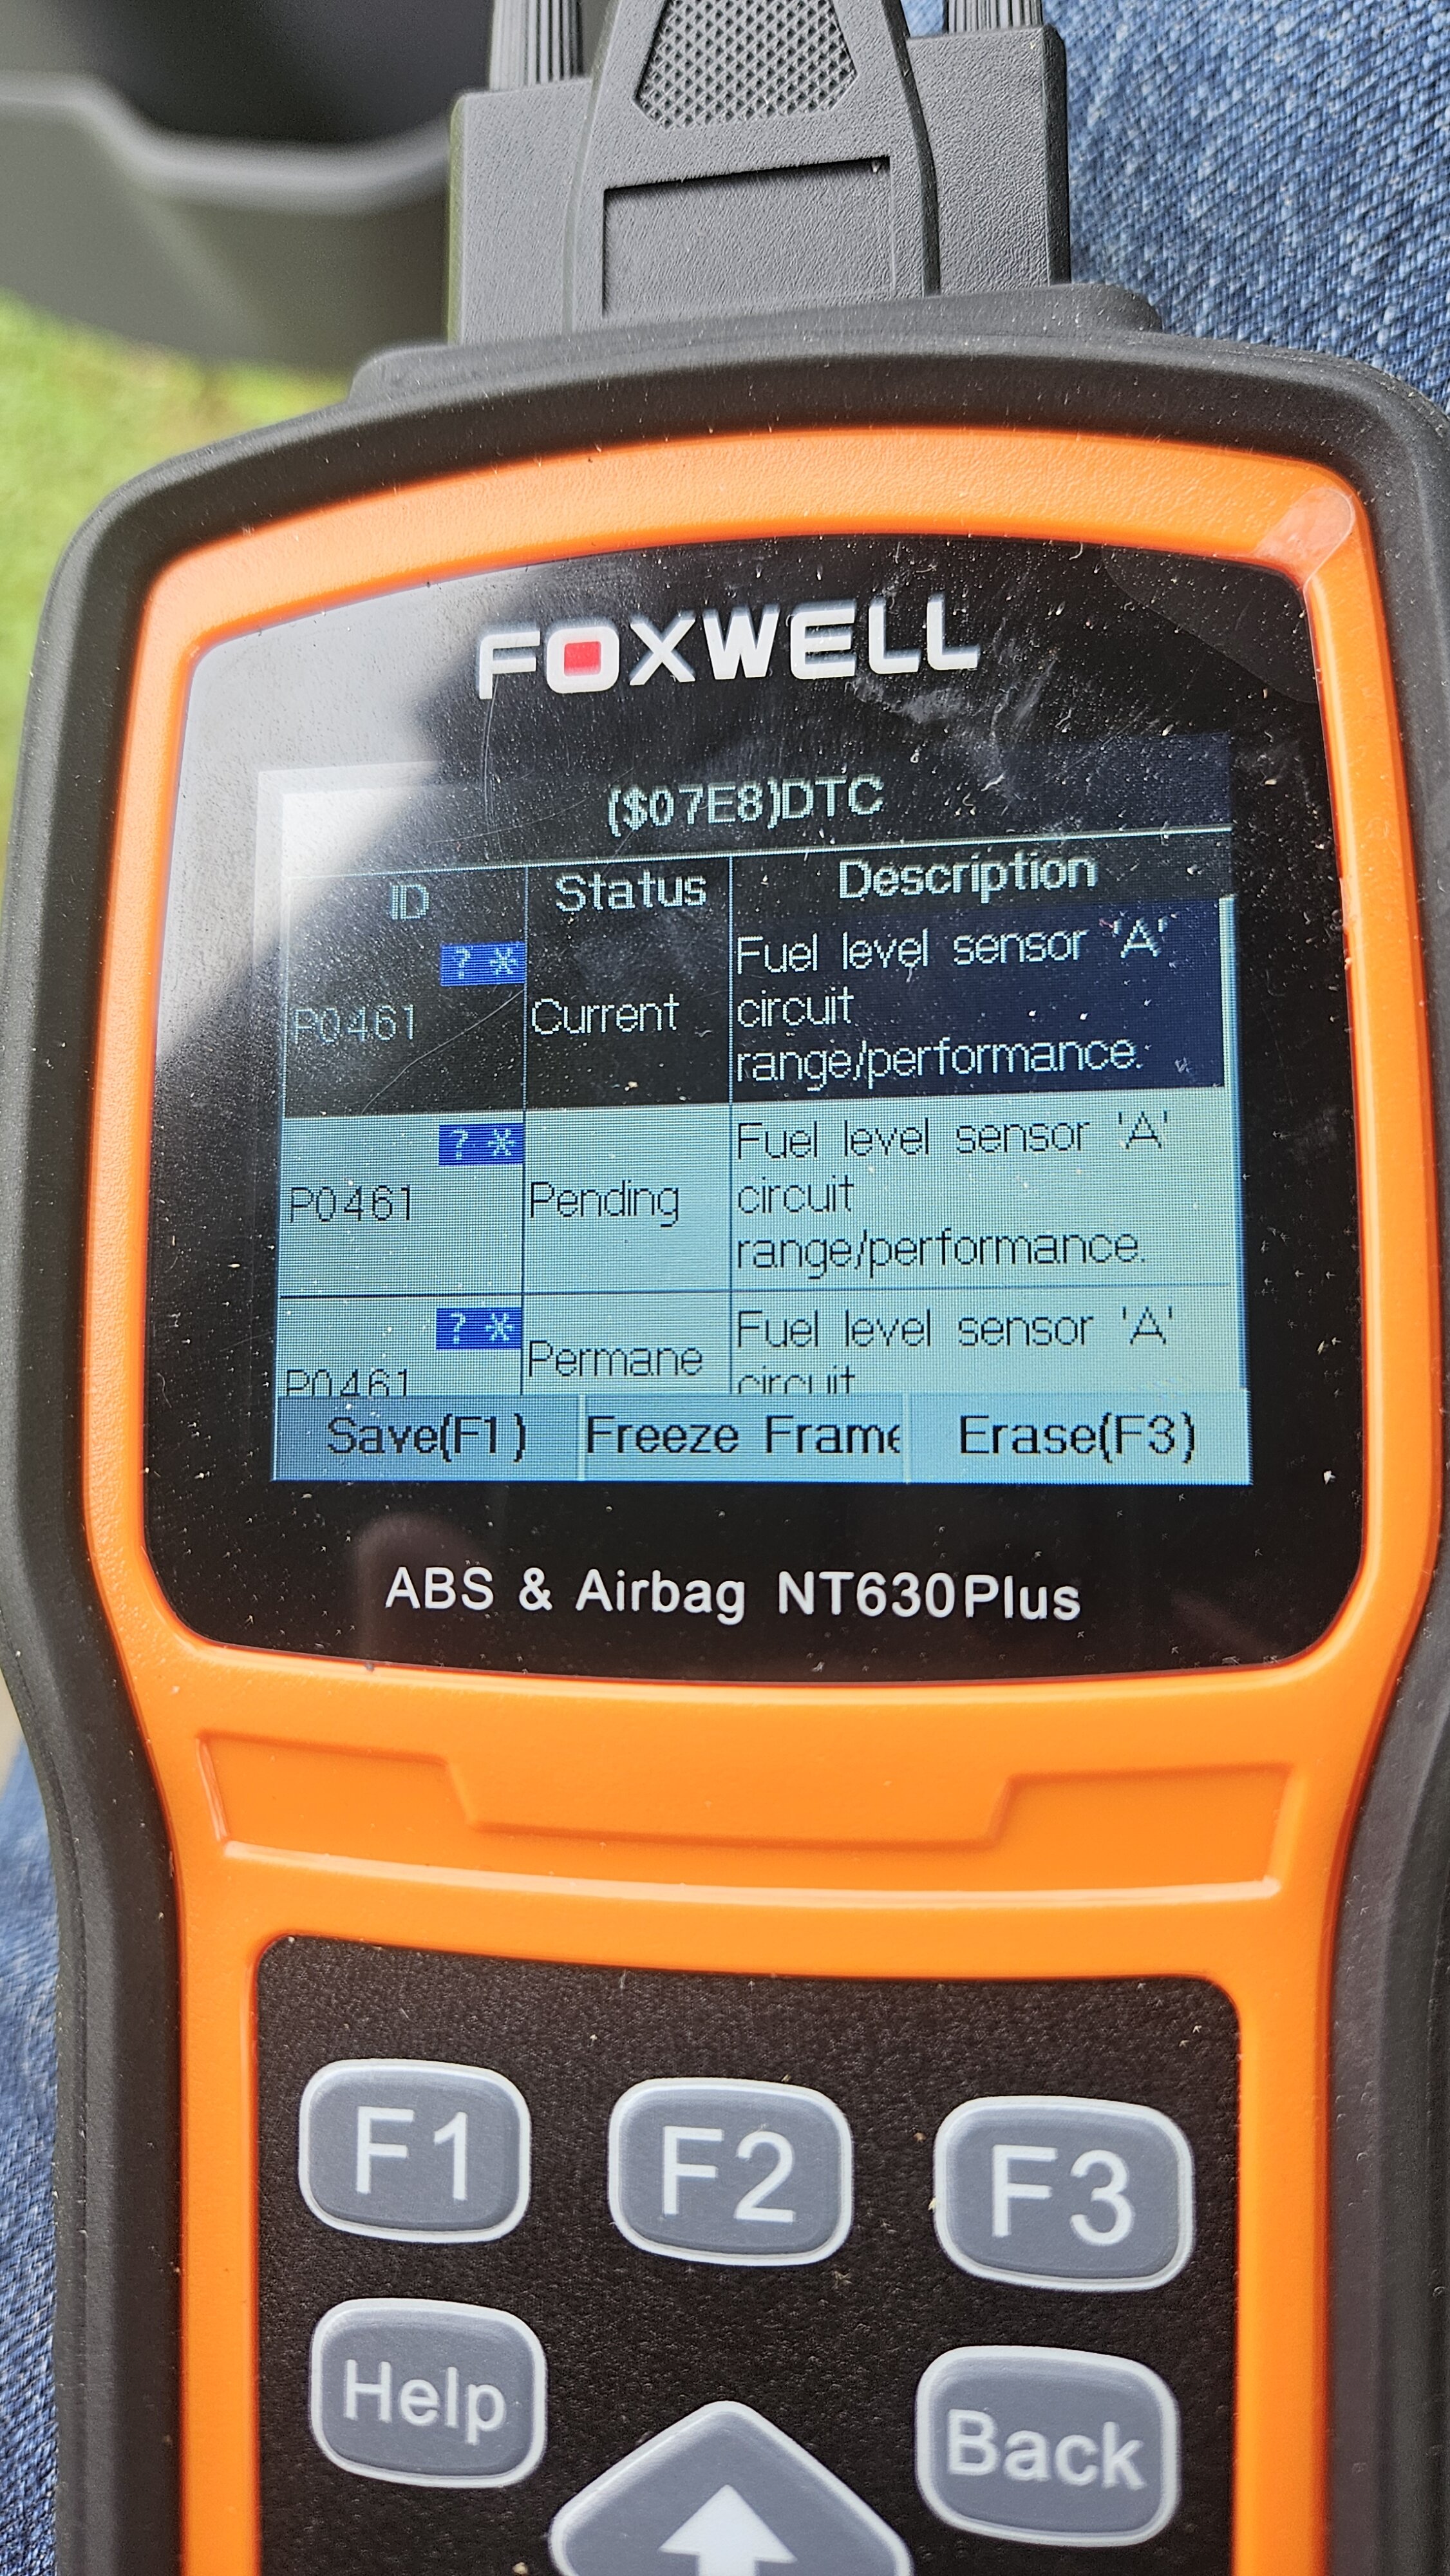 FOXWELL
($07E8)DTC
ID Status Description
? *
P0461 Current Fuel level sensor 'A'
circuit
range/performance.
? *
P0461 Pending Fuel level sensor 'A'
circuit
range/performance.
? *
P0461 Permane Fuel level sensor 'A'
circuit
Save(F1) Freeze Frame Erase(F3)
ABS & Airbag NT630Plus
F1 F2 F3
Help Back